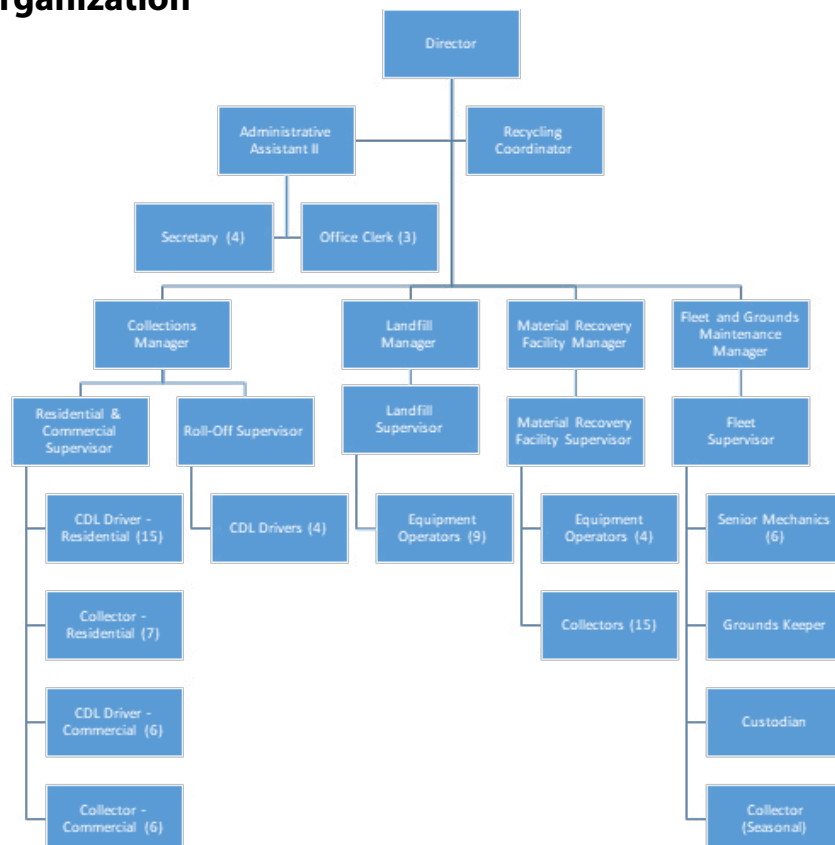 rganization
Director
Administrative
Assistant II
Recycling
Coordinator
Secretary (4)
Office Clerk (3)
Collections
Manager
Landfill
Manager
Material Recovery
Facility Manager
Fleet and Grounds
Maintenance
Manager
Residential &
Commercial
Supervisor
Roll-Off Supervisor
Landfill
Supervisor
Material Recovery
Facility Supervisor
Fleet
Supervisor
CDL Driver -
Residential (15)
CDL Drivers (4)
Equipment
Operators (9)
Equipment
Operators (4)
Senior Mechanics
(6)
Collector -
Residential (7)
Collectors (15)
Grounds Keeper
CDL Driver -
Commercial (6)
Custodian
Collector -
Commercial (6)
Collector
(Seasonal)